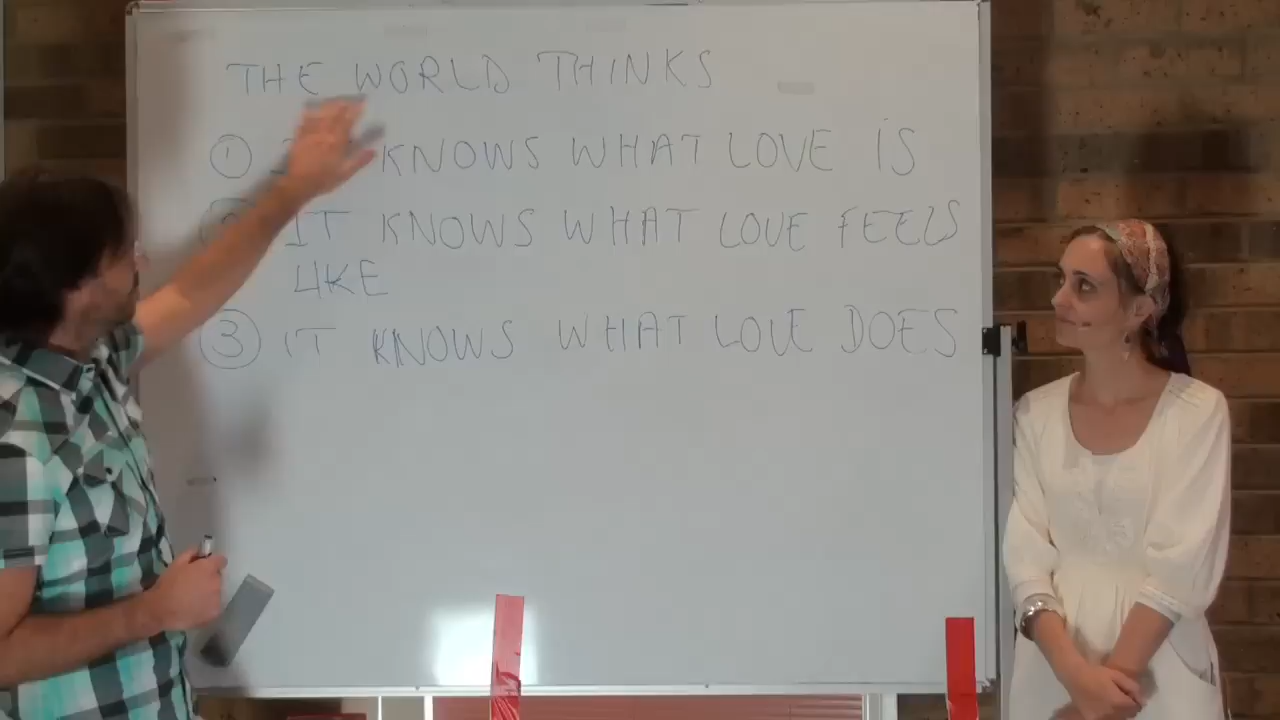 THE WORLD THINKS
① KNOWS WHAT LOVE IS
IT KNOWS WHAT LOVE FEELS
LIKE
③ IT KNOWS WHAT LOVE DOES